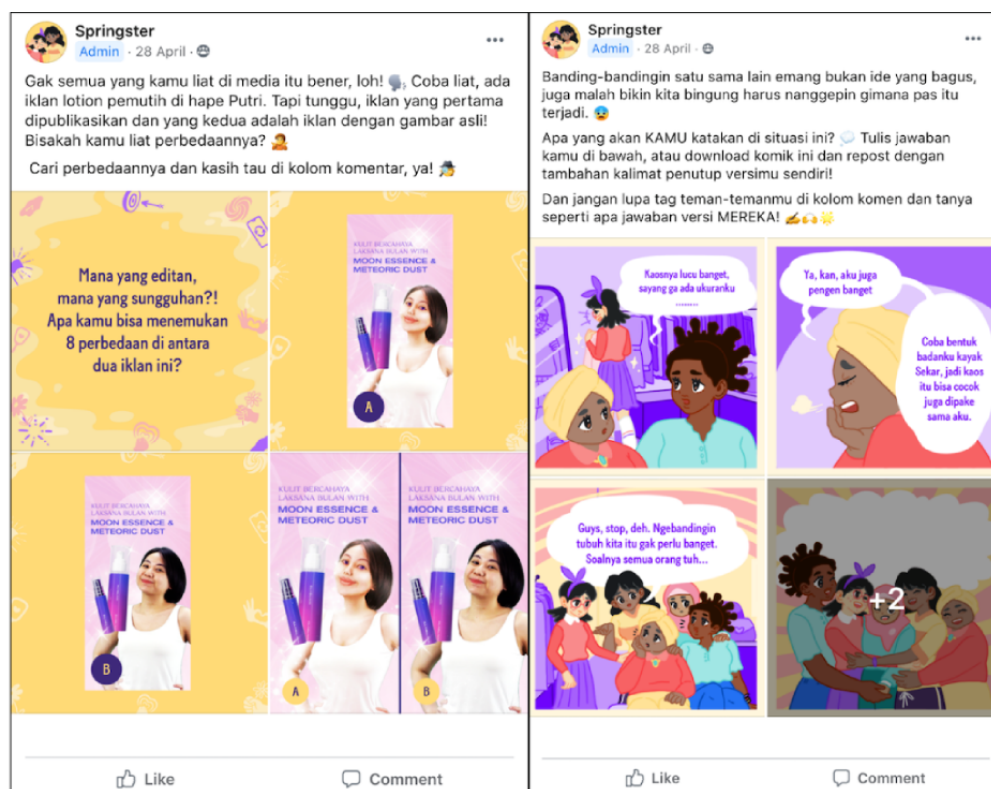 Springster
Admin · 28 April ·
Gak semua yang kamu liat di media itu bener, loh! 🗣️ Coba liat, ada
iklan lotion pemutih di hape Putri. Tapi tunggu, iklan yang pertama
dipublikasikan dan yang kedua adalah iklan dengan gambar asli!
Bisakah kamu liat perbedaannya? 🤦
Cari perbedaannya dan kasih tau di kolom komentar, ya! 🕵️
Mana yang editan,
mana yang sungguhan?!
Apa kamu bisa menemukan
8 perbedaan di antara
dua iklan ini?
KULIT BERCAHAYA
LAKSANA BULAN WITH
MOON ESSENCE &
METEORIC DUST
A
KULIT BERCAHAYA
LAKSANA BULAN WITH
MOON ESSENCE &
METEORIC DUST
B
KULIT BERCAHAYA
LAKSANA BULAN WITH
MOON ESSENCE &
METEORIC DUST
A
KULIT BERCAHAYA
LAKSANA BULAN WITH
MOON ESSENCE &
METEORIC DUST
B
Like
Comment
Springster
Admin · 28 April ·
Banding-bandingin satu sama lain emang bukan ide yang bagus,
juga malah bikin kita bingung harus nanggepin gimana pas itu
terjadi. 😰
Apa yang akan KAMU katakan di situasi ini? 💭 Tulis jawaban
kamu di bawah, atau download komik ini dan repost dengan
tambahan kalimat penutup versimu sendiri!
Dan jangan lupa tag teman-temanmu di kolom komen dan tanya
seperti apa jawaban versi MEREKA! ✍️🎧🌟
Kaosnya lucu banget,
sayang ga ada ukuranku
........
Ya, kan, aku juga
pengen banget
Coba bentuk
badanku kayak
Sekar, jadi kaos
itu bisa cocok
juga dipake
sama aku.
Guys, stop, deh. Ngebandingin
tubuh kita itu gak perlu banget.
Soalnya semua orang tuh...
+2
Like
Comment